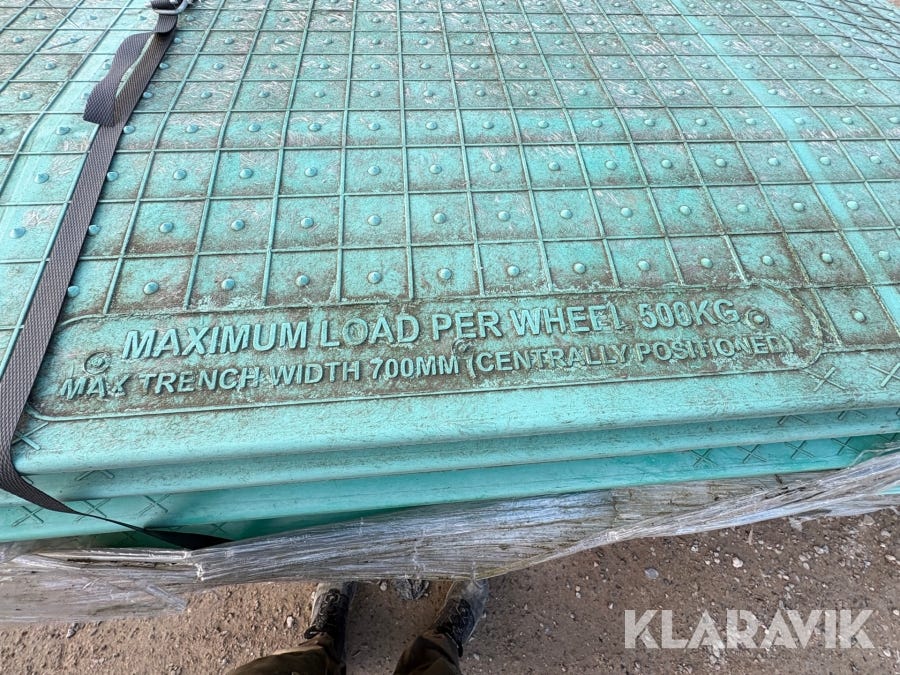 MAXIMUM LOAD PER WHEEL 500KG
MAX TRENCH WIDTH 700MM (CENTRALLY POSITIONED)
KLARAVIK